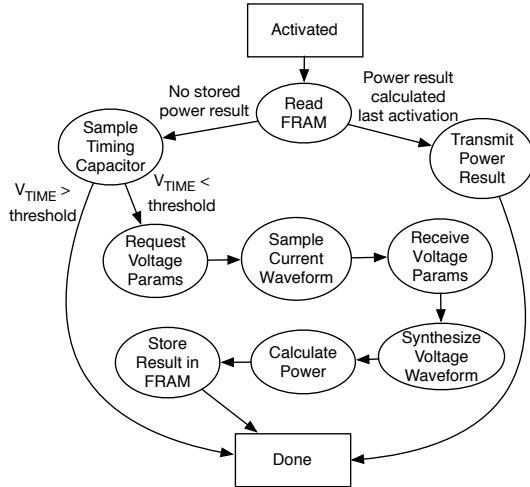 Activated
No stored
power result
Read
FRAM
Power result
calculated
last activation
Sample
Timing
Capacitor
Transmit
Power
Result
VTIME >
threshold
VTIME <
threshold
Request
Voltage
Params
Sample
Current
Waveform
Receive
Voltage
Params
Store
Result in
FRAM
Calculate
Power
Synthesize
Voltage
Waveform
Done